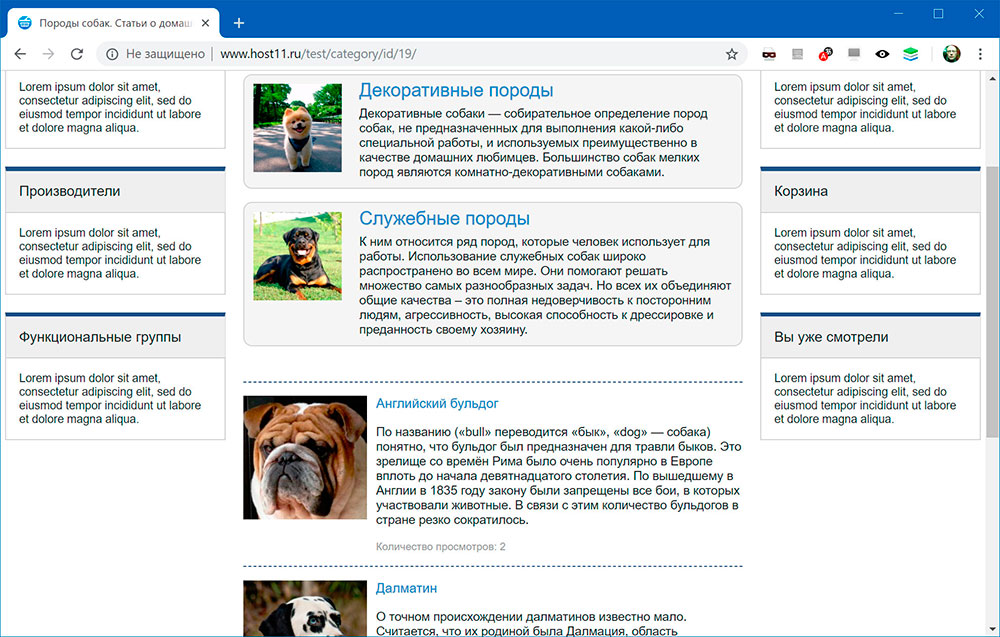 Породы собак. Статьи о домаш
Не защищено | www.host11.ru/test/category/id/19/
Lorem ipsum dolor sit amet,
consectetur adipiscing elit, sed do
eiusmod tempor incididunt ut labore
et dolore magna aliqua.
Производители
Lorem ipsum dolor sit amet,
consectetur adipiscing elit, sed do
eiusmod tempor incididunt ut labore
et dolore magna aliqua.
Функциональные группы
Lorem ipsum dolor sit amet,
consectetur adipiscing elit, sed do
eiusmod tempor incididunt ut labore
et dolore magna aliqua.
Декоративные породы
Декоративные собаки — собирательное определение пород
собак, не предназначенных для выполнения какой-либо
специальной работы, и используемых преимущественно в
качестве домашних любимцев. Большинство собак мелких
пород являются комнатно-декоративными собаками.
Служебные породы
К ним относится ряд пород, которые человек использует для
работы. Использование служебных собак широко
распространено во всем мире. Они помогают решать
множество самых разнообразных задач. Но всех их объединяют
общие качества – это полная недоверчивость к посторонним
людям, агрессивность, высокая способность к дрессировке и
преданность своему хозяину.
Английский бульдог
По названию («bull» переводится «бык», «dog» — собака)
понятно, что бульдог был предназначен для травли быков. Это
зрелище со времён Рима было очень популярно в Европе
вплоть до начала девятнадцатого столетия. По вышедшему в
Англии в 1835 году закону были запрещены все бои, в которых
участвовали животные. В связи с этим количество бульдогов в
стране резко сократилось.
Количество просмотров: 2
Далматин
О точном происхождении далматинов известно мало.
Считается, что их родиной была Далмация, область
Lorem ipsum dolor sit amet,
consectetur adipiscing elit, sed do
eiusmod tempor incididunt ut labore
et dolore magna aliqua.
Корзина
Lorem ipsum dolor sit amet,
consectetur adipiscing elit, sed do
eiusmod tempor incididunt ut labore
et dolore magna aliqua.
Вы уже смотрели
Lorem ipsum dolor sit amet,
consectetur adipiscing elit, sed do
eiusmod tempor incididunt ut labore
et dolore magna aliqua.